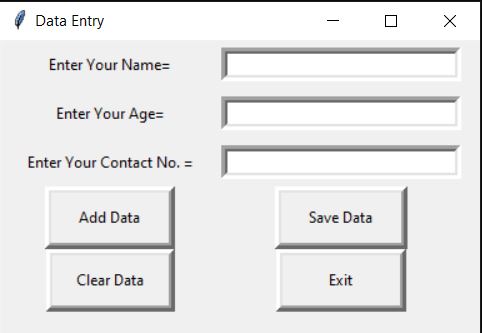 Data Entry
Enter Your Name=
Enter Your Age=
Enter Your Contact No. =
Add Data Save Data
Clear Data Exit